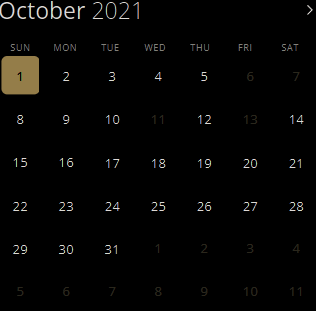 October 2021
SUN MON TUE WED THU FRI SAT
1 2 3 4 5 6 7
8 9 10 11 12 13 14
15 16 17 18 19 20 21
22 23 24 25 26 27 28
29 30 31 1 2 3 4
5 6 7 8 9 10 11